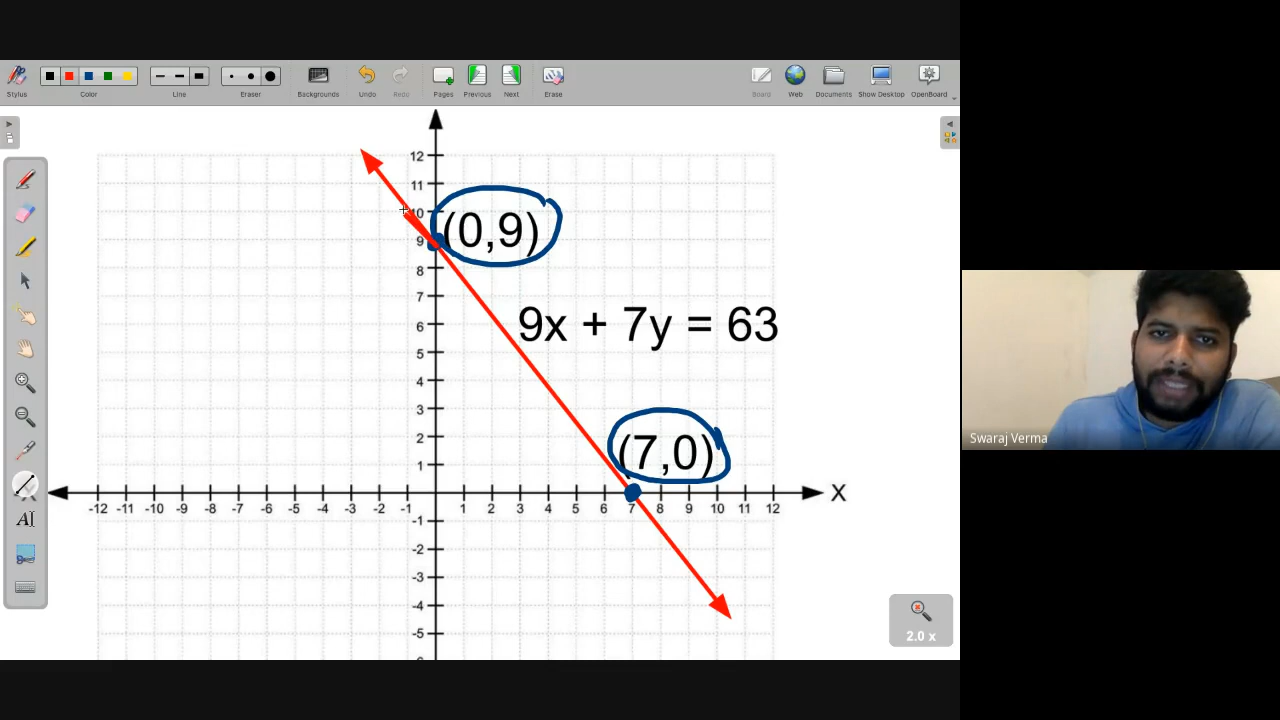 Stylus Color Line Eraser Backgrounds Undo Redo Pages Previous Next Erase Board Web Documents Show Desktop OpenBoard
12
11
10
(0,9)
9
8
7
9x + 7y = 63
6
5
4
3
2
(7,0)
1
X
-12 -11 -10 -9 -8 -7 -6 -5 -4 -3 -2 -1 1 2 3 4 5 6 7 8 9 10 11 12
-1
-2
-3
-4
-5
AI
2.0 x
Swaraj Verma